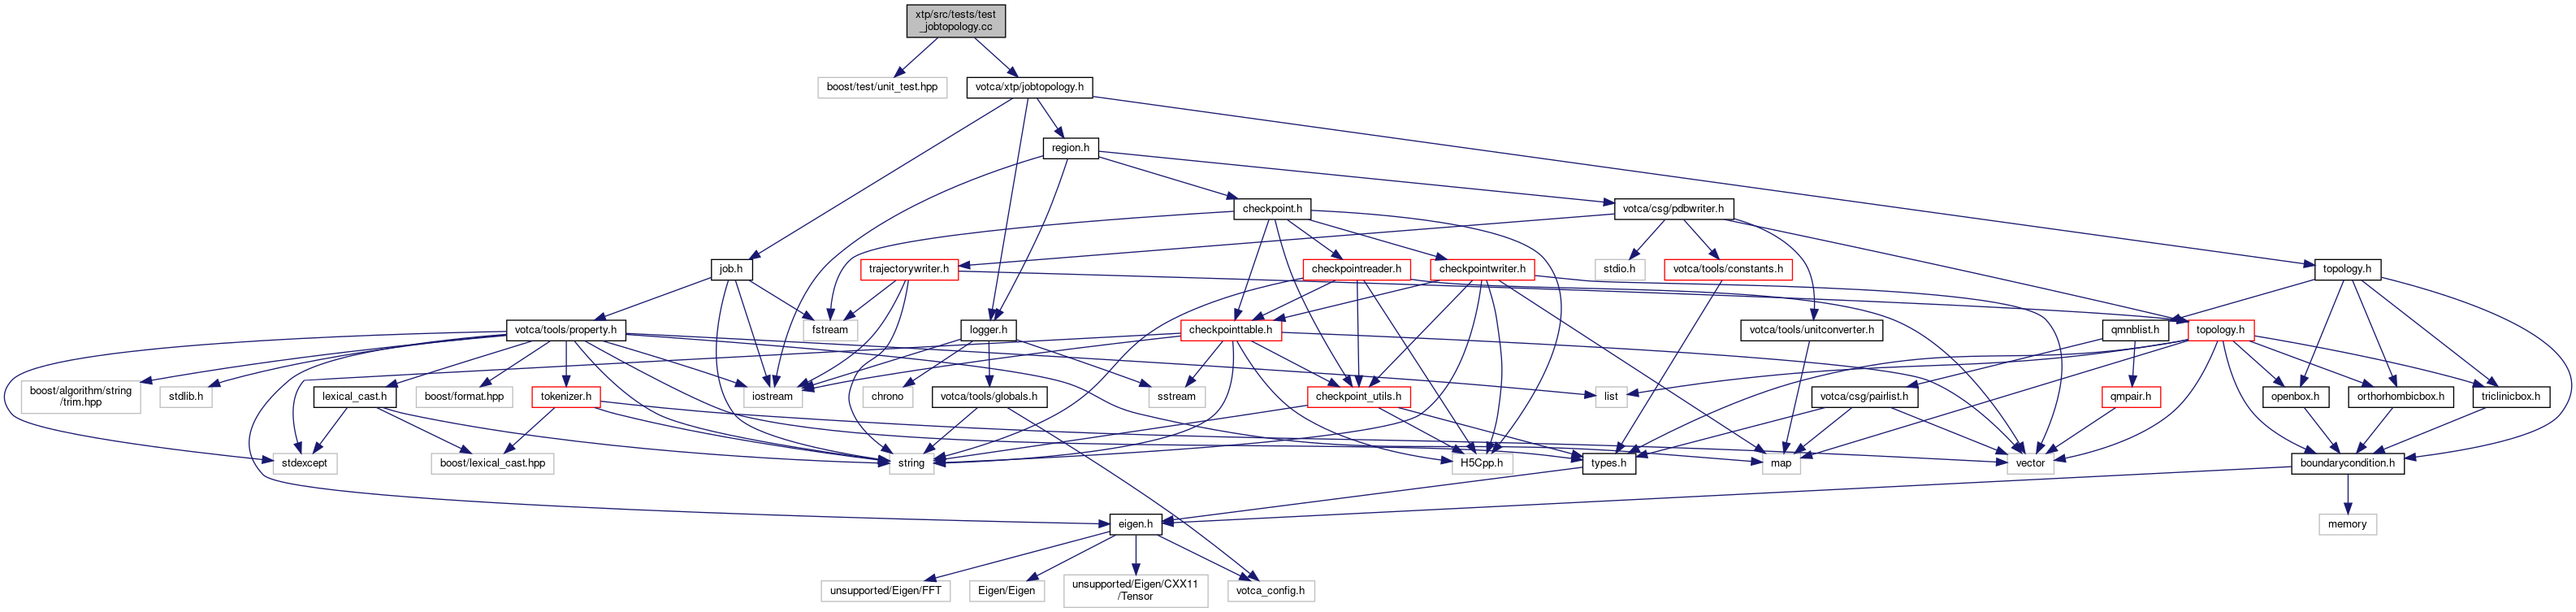 xtp/src/tests/test
_jobtopology.cc
boost/test/unit_test.hpp
votca/xtp/jobtopology.h
region.h
checkpoint.h
votca/csg/pdbwriter.h
job.h
trajectorywriter.h
checkpointreader.h
checkpointwriter.h
stdio.h
votca/tools/constants.h
topology.h
votca/tools/property.h
fstream
logger.h
checkpointtable.h
votca/tools/unitconverter.h
qmnblist.h
topology.h
boost/algorithm/string
/trim.hpp
stdlib.h
lexical_cast.h
boost/format.hpp
tokenizer.h
iostream
chrono
votca/tools/globals.h
sstream
checkpoint_utils.h
list
votca/csg/pairlist.h
qmpair.h
openbox.h
orthorhombicbox.h
triclinicbox.h
stdexcept
boost/lexical_cast.hpp
string
H5Cpp.h
types.h
map
vector
boundarycondition.h
eigen.h
memory
unsupported/Eigen/FFT
Eigen/Eigen
unsupported/Eigen/CXX11
/Tensor
votca_config.h